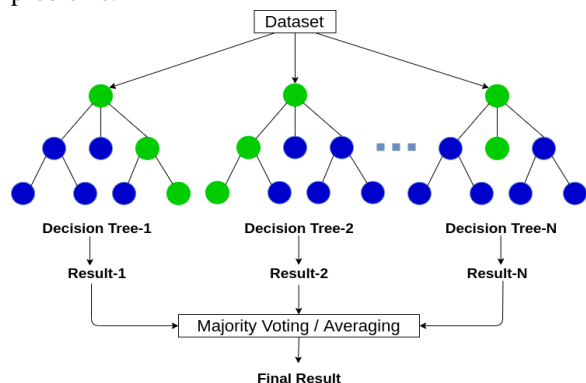 Dataset
Decision Tree-1 Decision Tree-2 Decision Tree-N
Result-1 Result-2 Result-N
Majority Voting / Averaging
Final Result